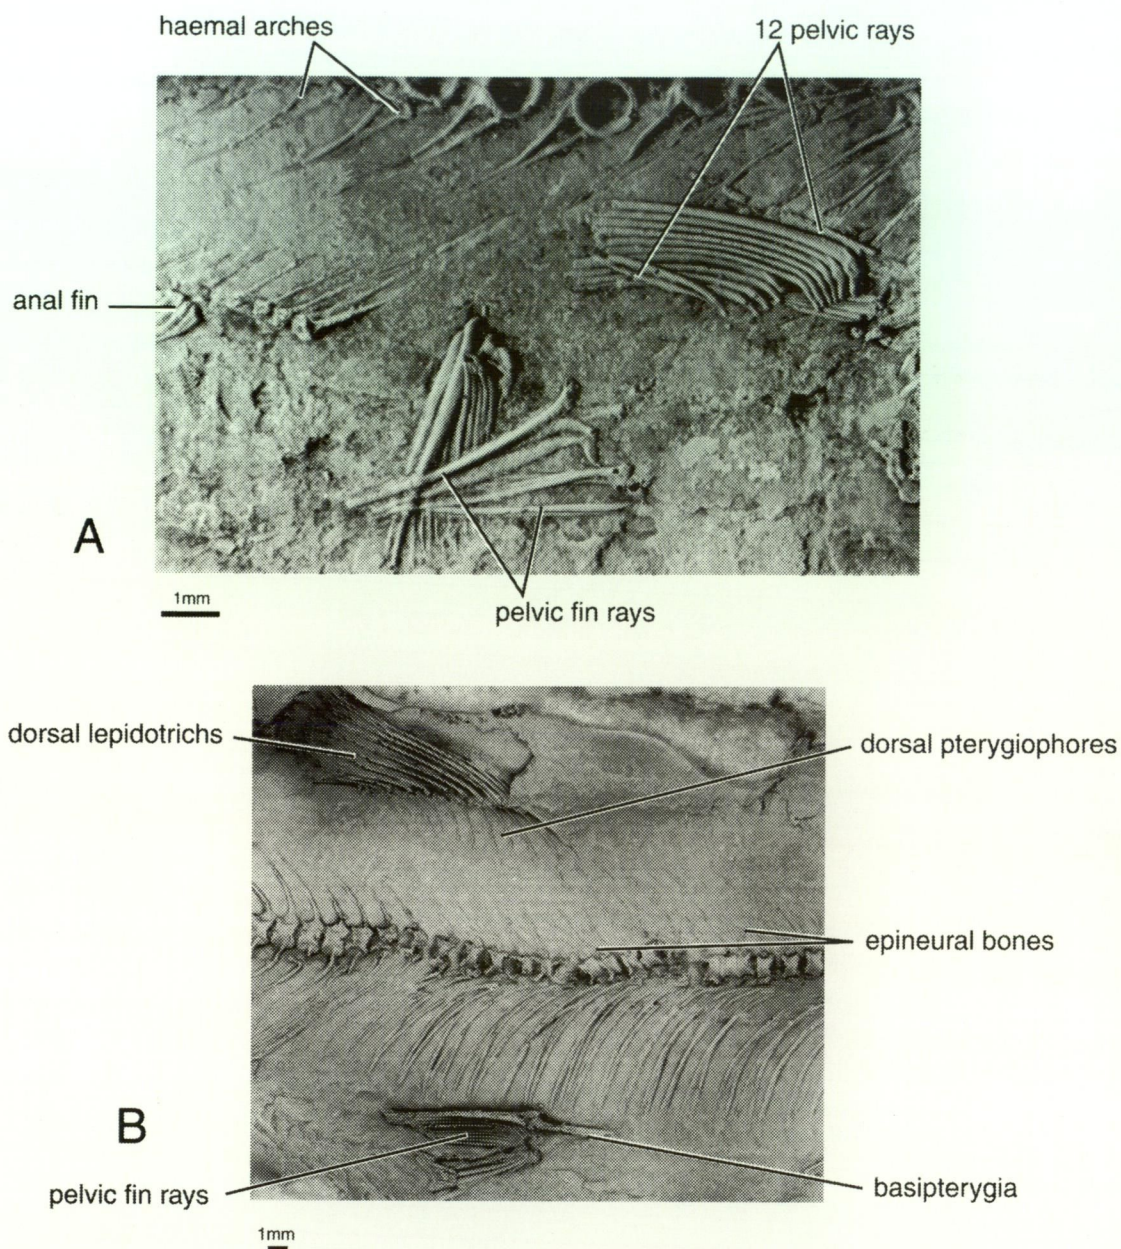 haemal arches
12 pelvic rays
anal fin
A
1mm
pelvic fin rays
dorsal lepidotrichs
dorsal pterygiophores
epineural bones
B
pelvic fin rays
basipterygia
1mm